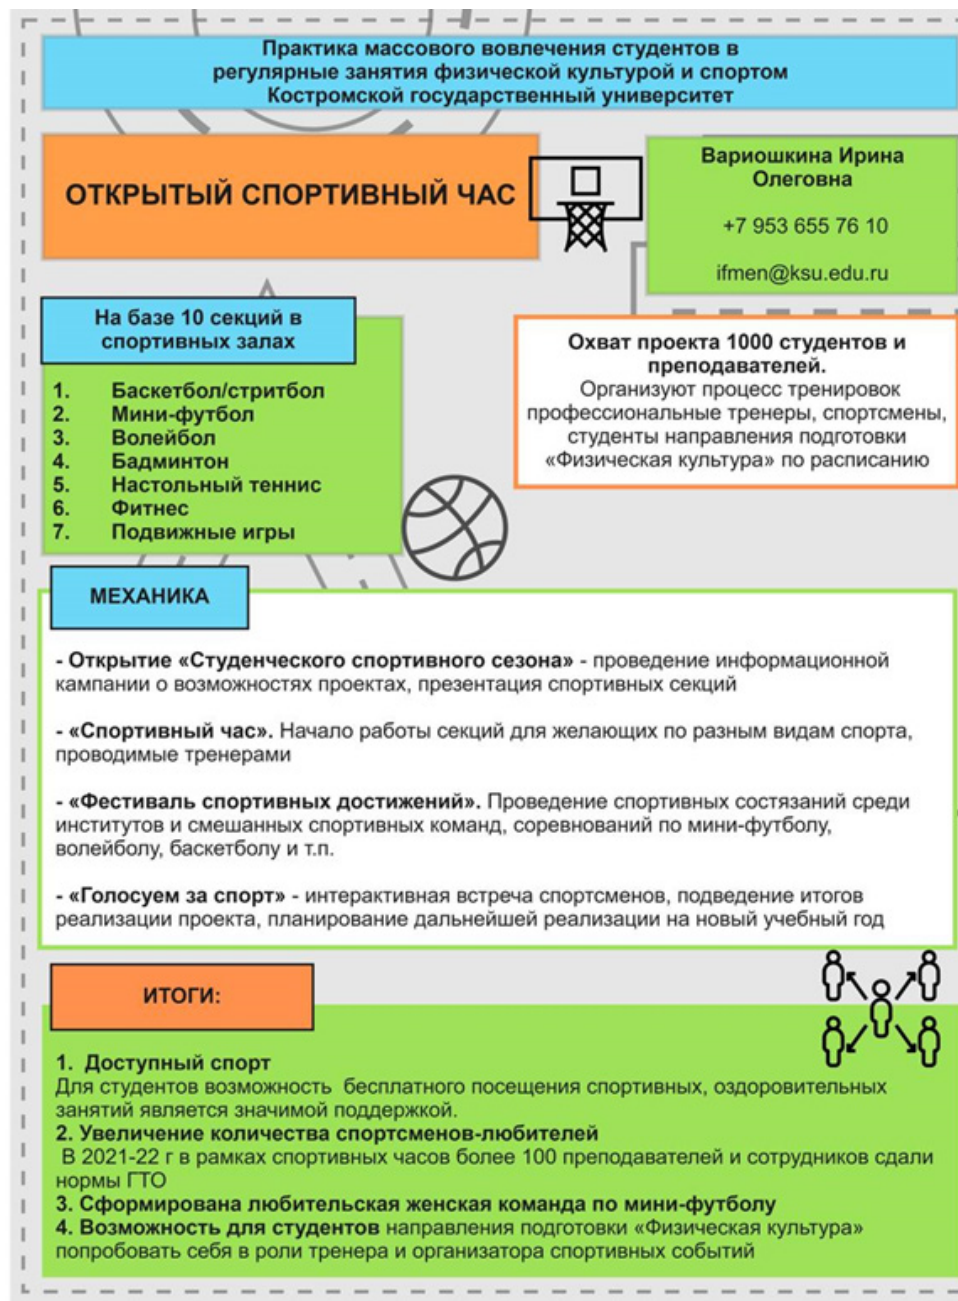 Практика массового вовлечения студентов в
регулярные занятия физической культурой и спортом
Костромской государственный университет
ОТКРЫТЫЙ СПОРТИВНЫЙ ЧАС
Вариошкина Ирина
Олеговна
+7 953 655 76 10
ifmen@ksu.edu.ru
На базе 10 секций в
спортивных залах
1. Баскетбол/стритбол
2. Мини-футбол
3. Волейбол
4. Бадминтон
5. Настольный теннис
6. Фитнес
7. Подвижные игры
Охват проекта 1000 студентов и
преподавателей.
Организуют процесс тренировок
профессиональные тренеры, спортсмены,
студенты направления подготовки
«Физическая культура» по расписанию
МЕХАНИКА
- Открытие «Студенческого спортивного сезона» - проведение информационной
кампании о возможностях проектах, презентация спортивных секций
- «Спортивный час». Начало работы секций для желающих по разным видам спорта,
проводимые тренерами
- «Фестиваль спортивных достижений». Проведение спортивных состязаний среди
институтов и смешанных спортивных команд, соревнований по мини-футболу,
волейболу, баскетболу и т.п.
- «Голосуем за спорт» - интерактивная встреча спортсменов, подведение итогов
реализации проекта, планирование дальнейшей реализации на новый учебный год
ИТОГИ:
1. Доступный спорт
Для студентов возможность бесплатного посещения спортивных, оздоровительных
занятий является значимой поддержкой.
2. Увеличение количества спортсменов-любителей
В 2021-22 г в рамках спортивных часов более 100 преподавателей и сотрудников сдали
нормы ГТО
3. Сформирована любительская женская команда по мини-футболу
4. Возможность для студентов направления подготовки «Физическая культура»
попробовать себя в роли тренера и организатора спортивных событий